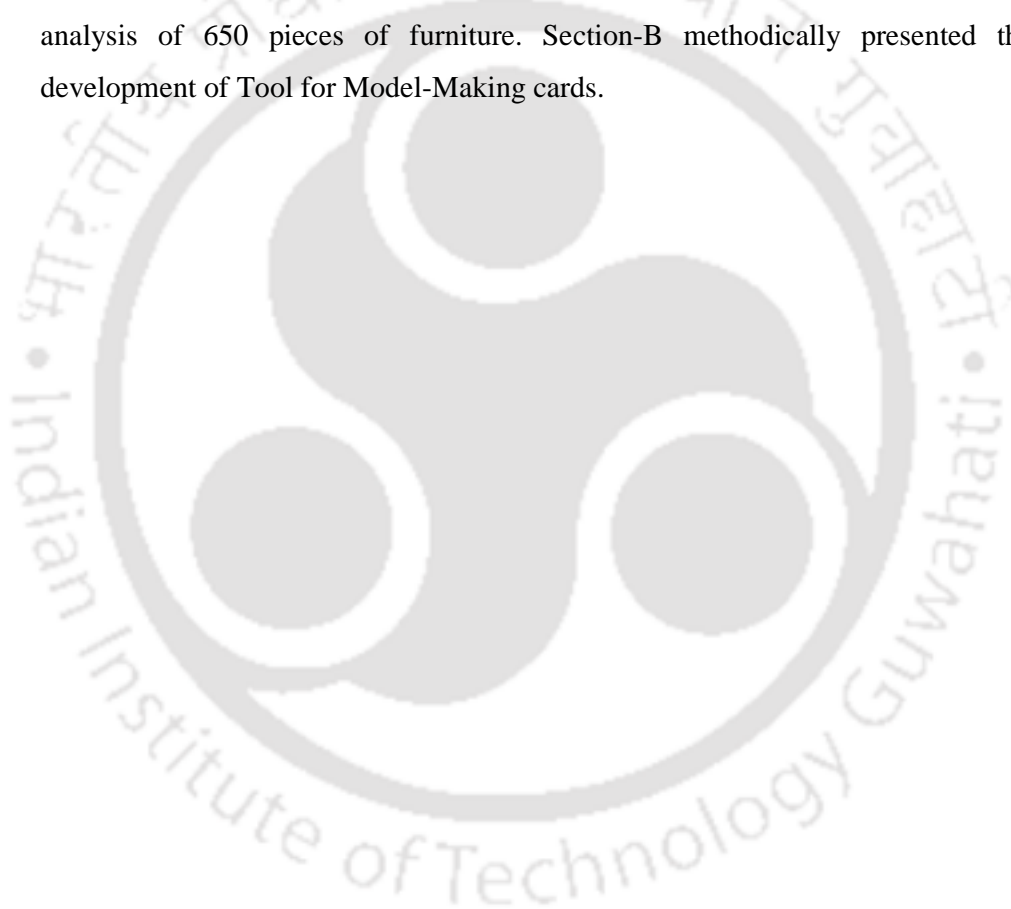 analysis of 650 pieces of furniture. Section-B methodically presented th
development of Tool for Model-Making cards.
गुवाहाटी
Indian Institute of Technology Guwahati